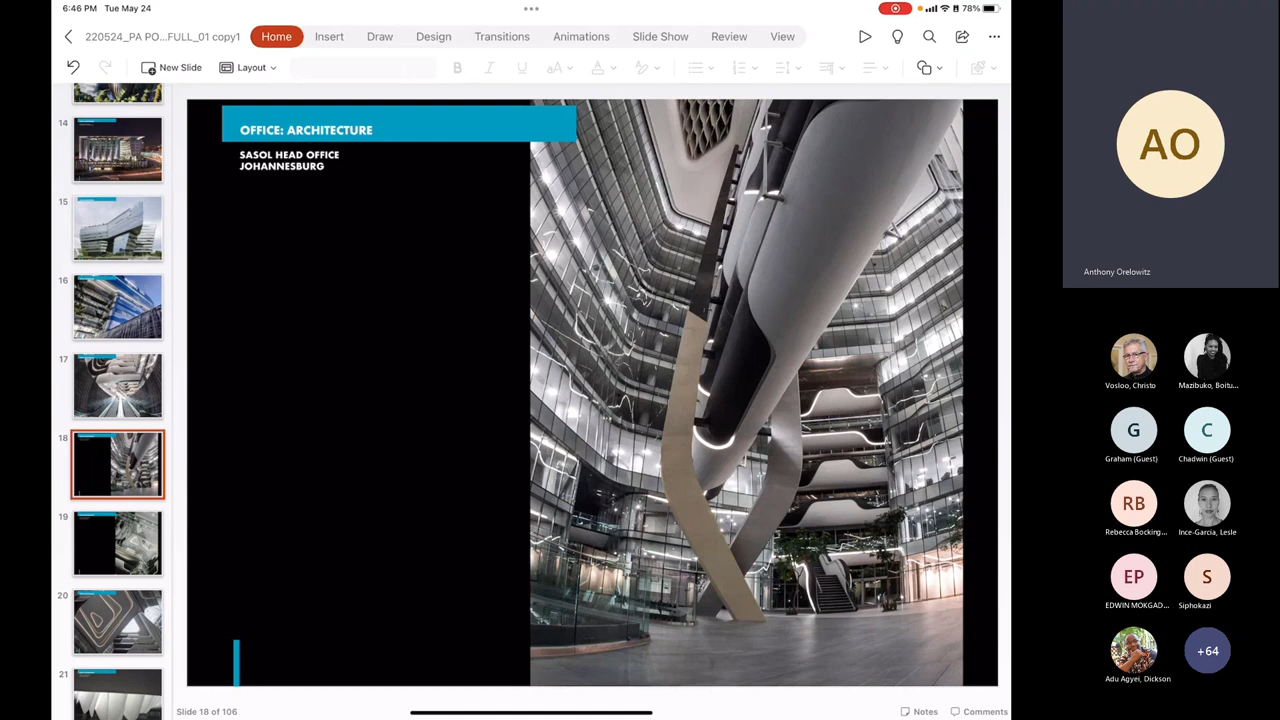 6:46 PM Tue May 24
78%
220524_PA PO...FULL_01 copy1
Home
Insert
Draw
Design
Transitions
Animations
Slide Show
Review
View
New Slide
Layout
B
I
U
aA
A
14
15
16
17
18
19
20
21
OFFICE: ARCHITECTURE
SASOL HEAD OFFICE
JOHANNESBURG
Slide 18 of 106
Notes
Comments
AO
Anthony Orelowitz
Vosloo, Christo
Mazibuko, Boitu...
G
C
Graham (Guest)
Chadwin (Guest)
RB
Rebecca Bocking...
Ince-Garcia, Lesle
EP
S
EDWIN MOKGAD...
Siphokazi
+64
Adu Agyei, Dickson